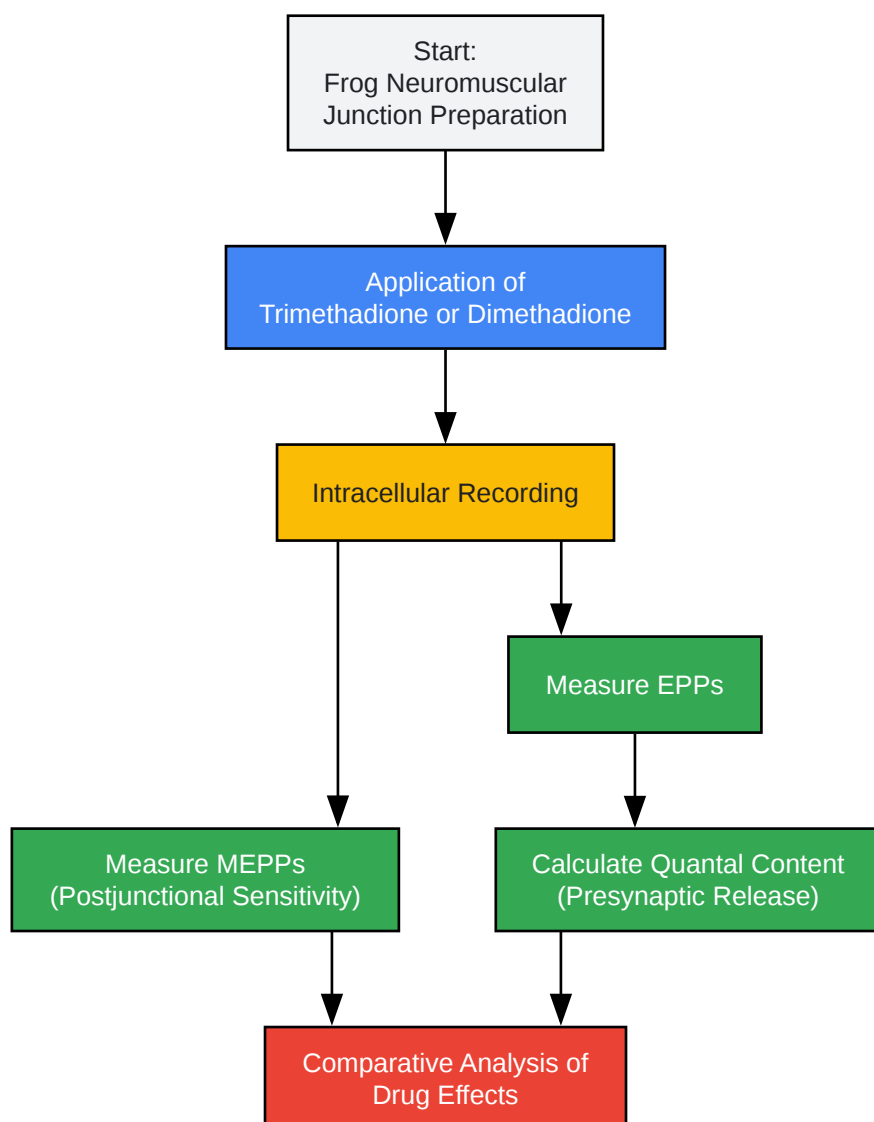 Start:
Frog Neuromuscular
Junction Preparation
Application of
Trimethadione or Dimethadione
Intracellular Recording
Measure EPPs
Measure MEPPs
(Postjunctional Sensitivity)
Calculate Quantal Content
(Presynaptic Release)
Comparative Analysis of
Drug Effects